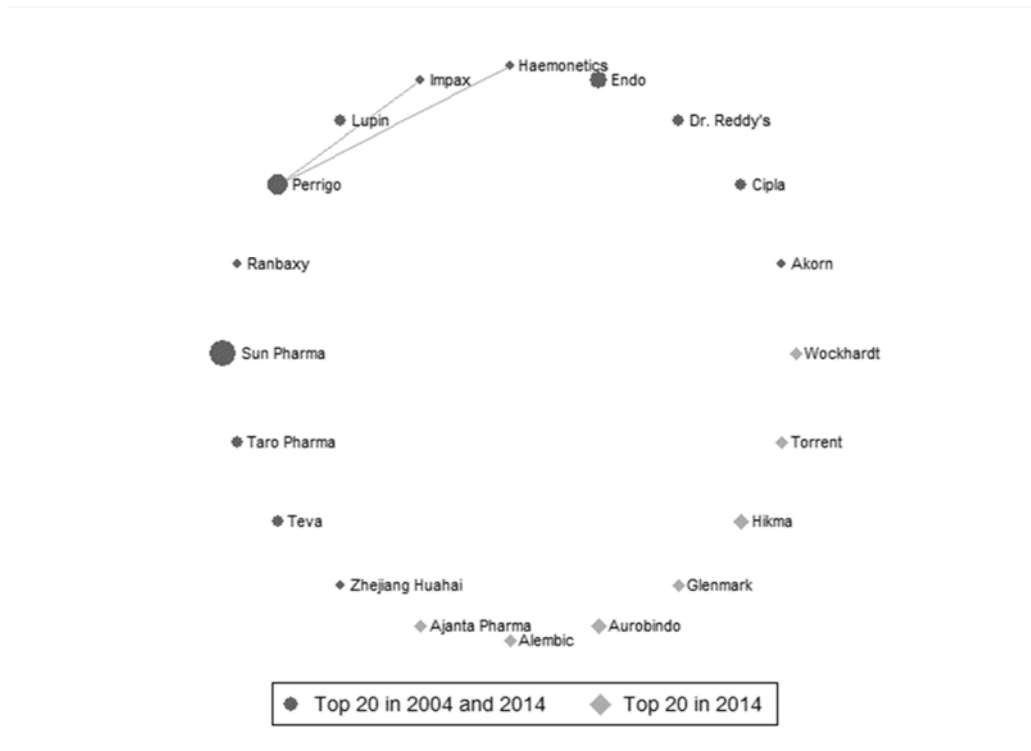 Haemonetics
Impax
Endo
Lupin
Dr. Reddy's
Perrigo
Cipla
Ranbaxy
Akorn
Sun Pharma
Wockhardt
Taro Pharma
Torrent
Teva
Hikma
Zhejiang Huahai
Glenmark
Ajanta Pharma
Aurobindo
Alembic
Top 20 in 2004 and 2014
Top 20 in 2014